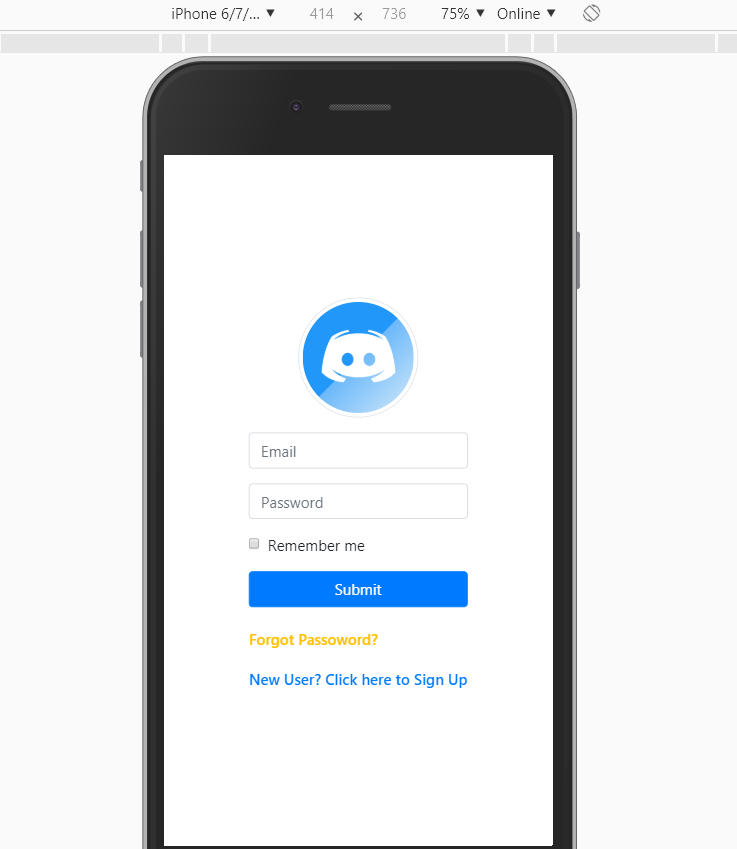 iPhone 6/7/... ▼ 414 × 736 75% ▼ Online ▼
Email
Password
Remember me
Submit
Forgot Passoword?
New User? Click here to Sign Up